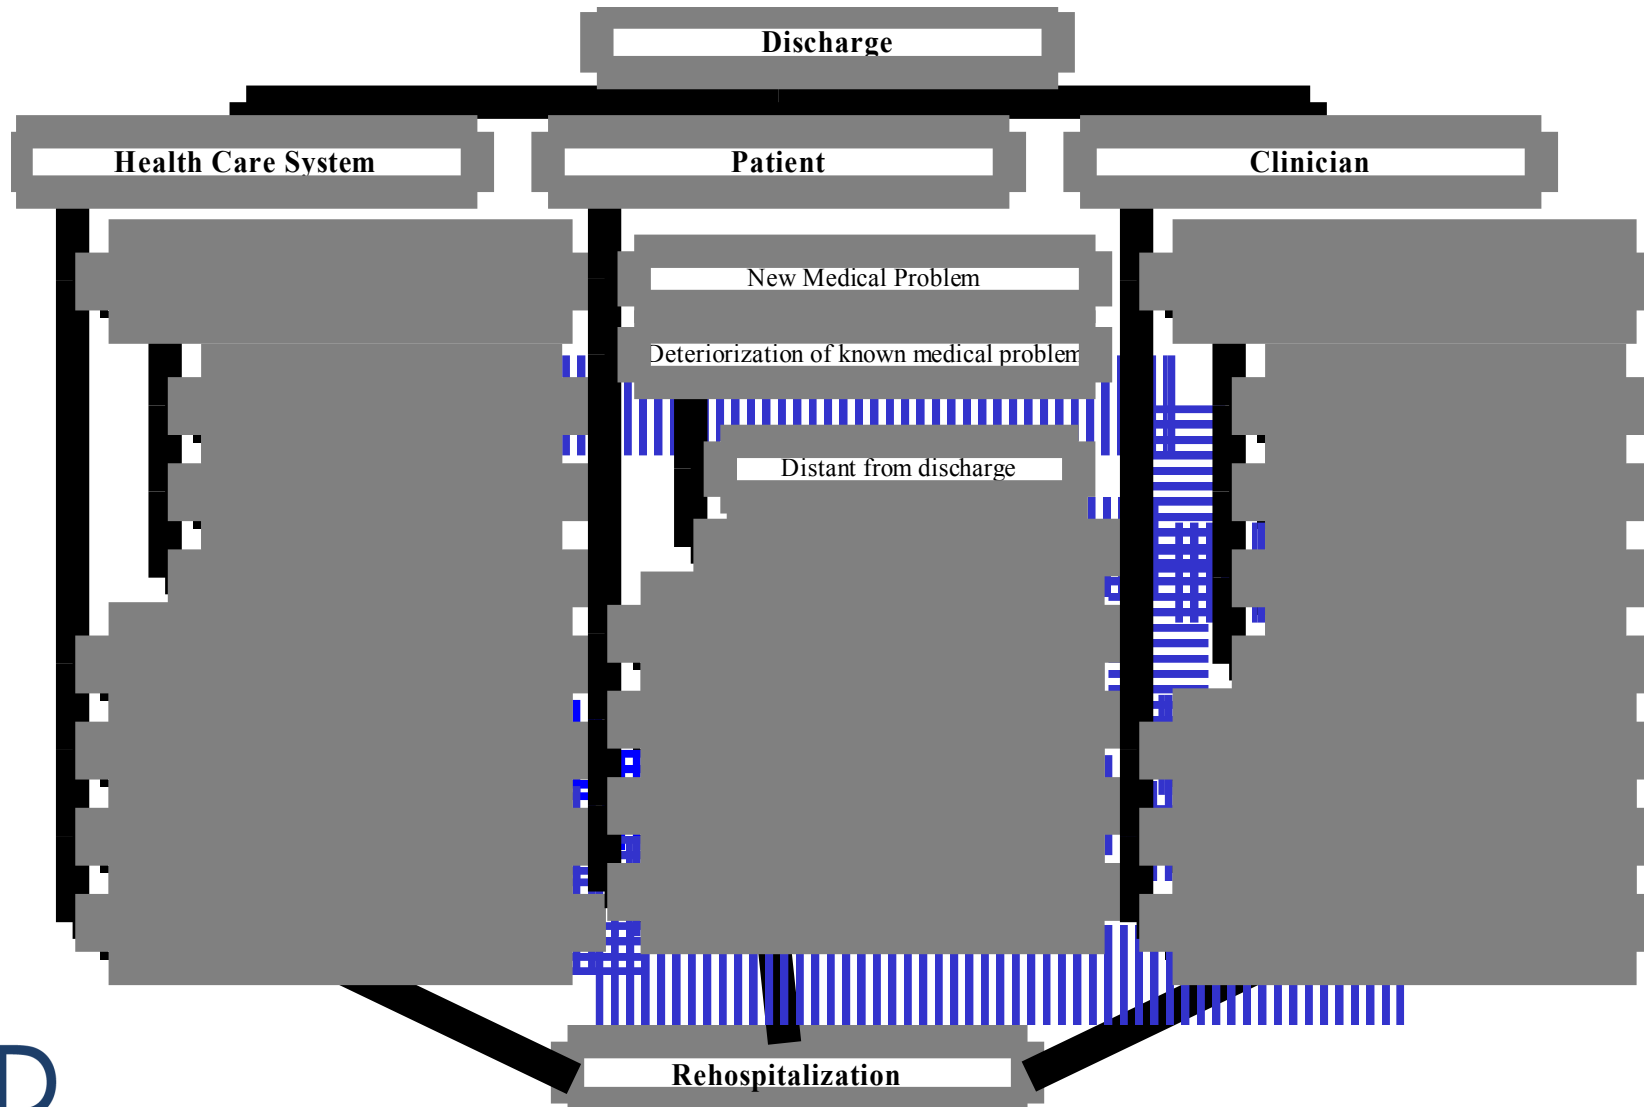 Discharge
Health Care System
Patient
Clinician
New Medical Problem
Deteriorization of known medical problem
Distant from discharge
Rehospitalization
D